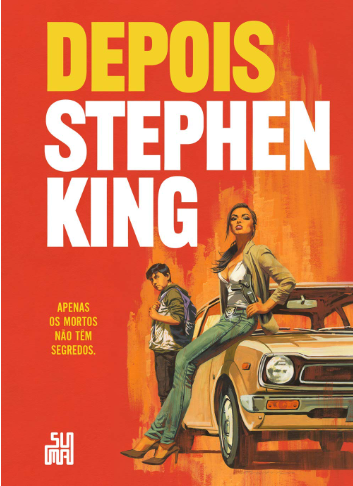 DEPOIS
STEPHEN
KING
APENAS
OS MORTOS
NÃO TÊM
SEGREDOS.
SU
MA